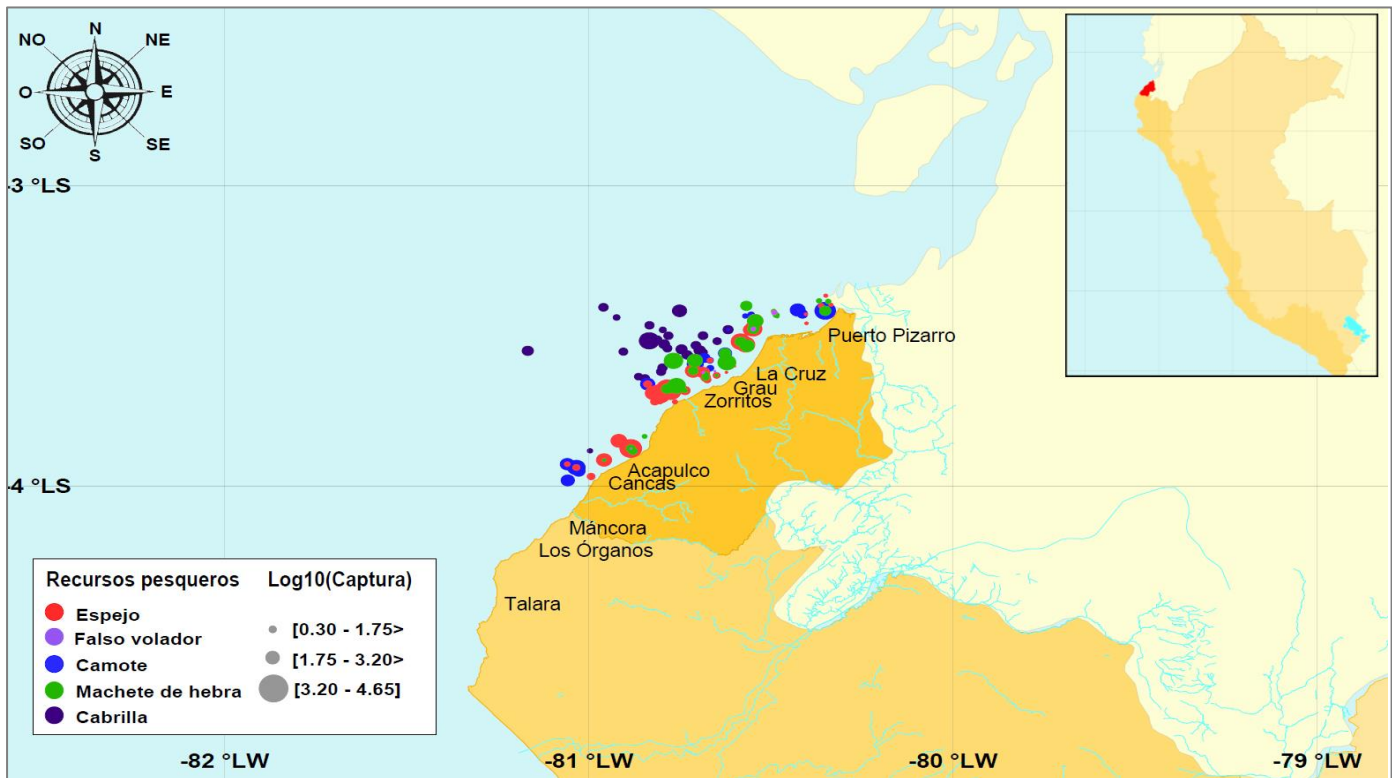 N
NO
NE
O
E
SO
SE
S
-3 °LS
Puerto Pizarro
La Cruz
Grau
Zorritos
Acapulco
Cancas
-4 °LS
Máncora
Los Órganos
Talara
Recursos pesqueros
Espejo
Falso volador
Camote
Machete de hebra
Cabrilla
Log10(Captura)
[0.30 - 1.75>
[1.75 - 3.20>
[3.20 - 4.65]
-82 °LW
-81 °LW
-80 °LW
-79 °LW